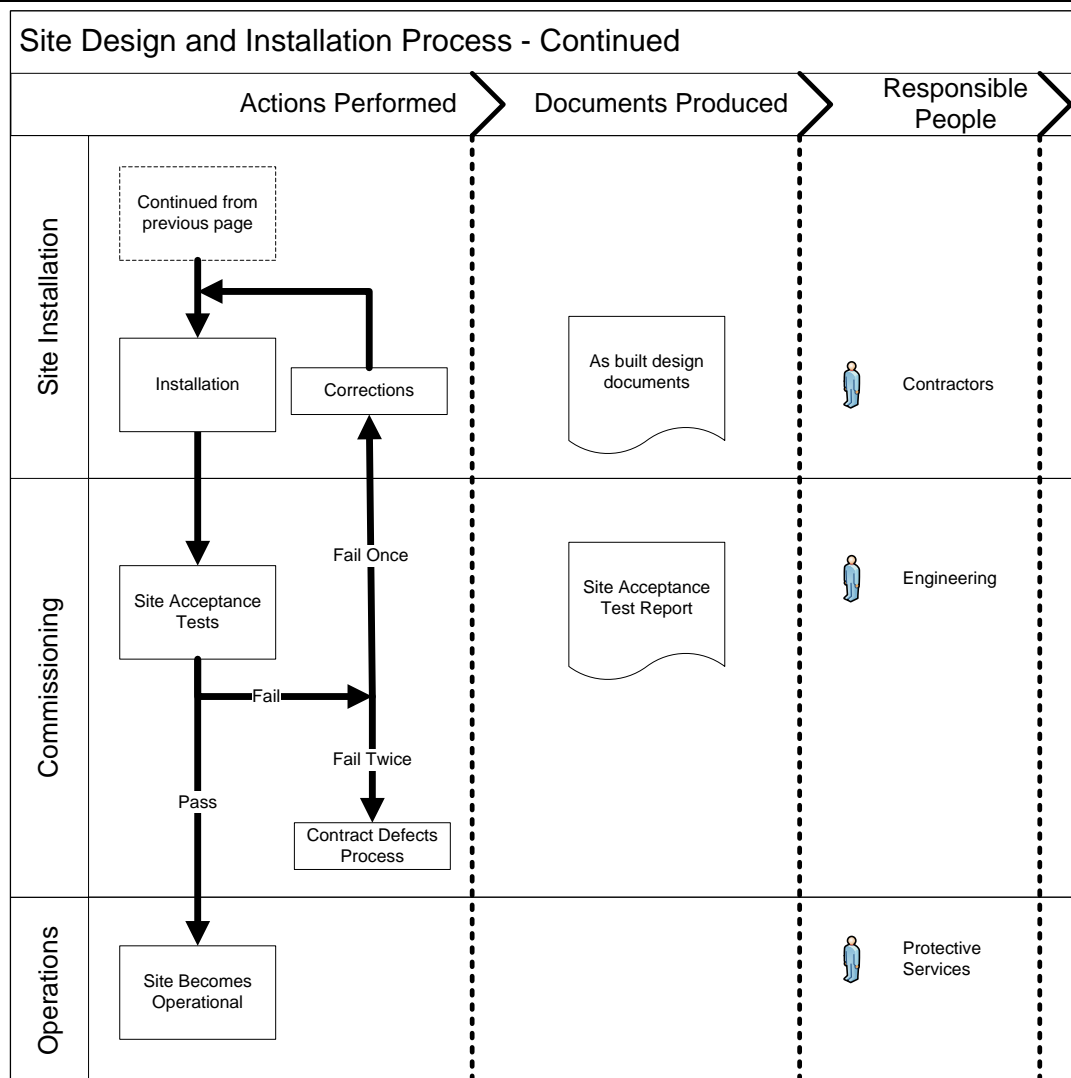 Site Design and Installation Process - Continued
Actions Performed
Documents Produced
Responsible
People
Site Installation
Continued from
previous page
Installation
Corrections
As built design
documents
Contractors
Commissioning
Fail Once
Site Acceptance
Tests
Site Acceptance
Test Report
Engineering
Fail
Fail Twice
Pass
Contract Defects
Process
Operations
Site Becomes
Operational
Protective
Services